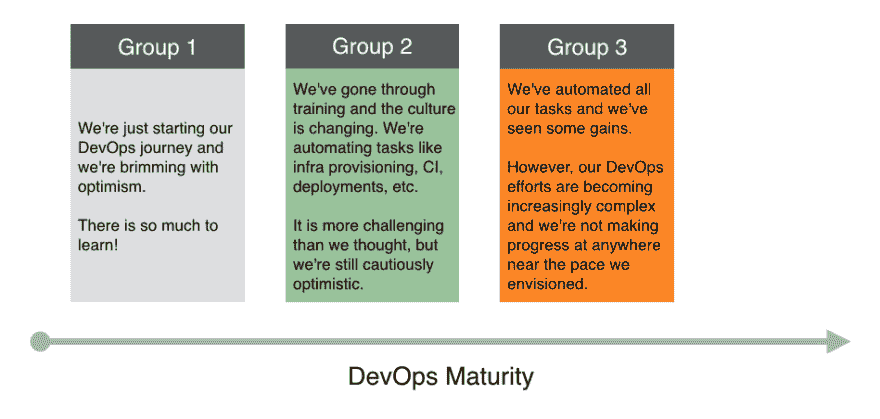 Group 1
We're just starting our
DevOps journey and
we're brimming with
optimism.
There is so much to
learn!
Group 2
We've gone through
training and the culture
is changing. We're
automating tasks like
infra provisioning, CI,
deployments, etc.
It is more challenging
than we thought, but
we're still cautiously
optimistic.
Group 3
We've automated all
our tasks and we've
seen some gains.
However, our DevOps
efforts are becoming
increasingly complex
and we're not making
progress at anywhere
near the pace we
envisioned.
DevOps Maturity